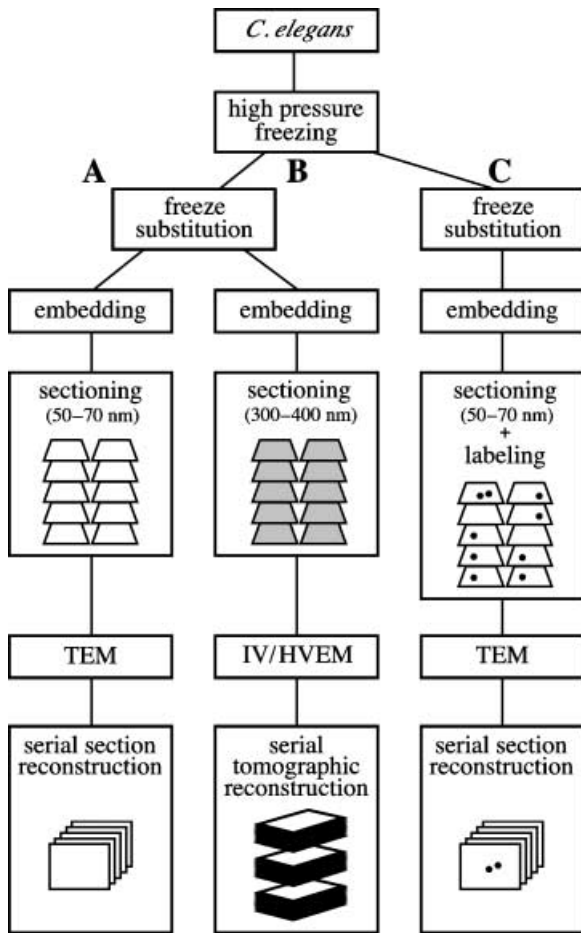 C. elegans
high pressure
freezing
A
B
C
freeze
substitution
freeze
substitution
embedding
embedding
embedding
sectioning
(50–70 nm)
sectioning
(300–400 nm)
sectioning
(50–70 nm)
+
labeling
TEM
IV/HVEM
TEM
serial section
reconstruction
serial
tomographic
reconstruction
serial section
reconstruction